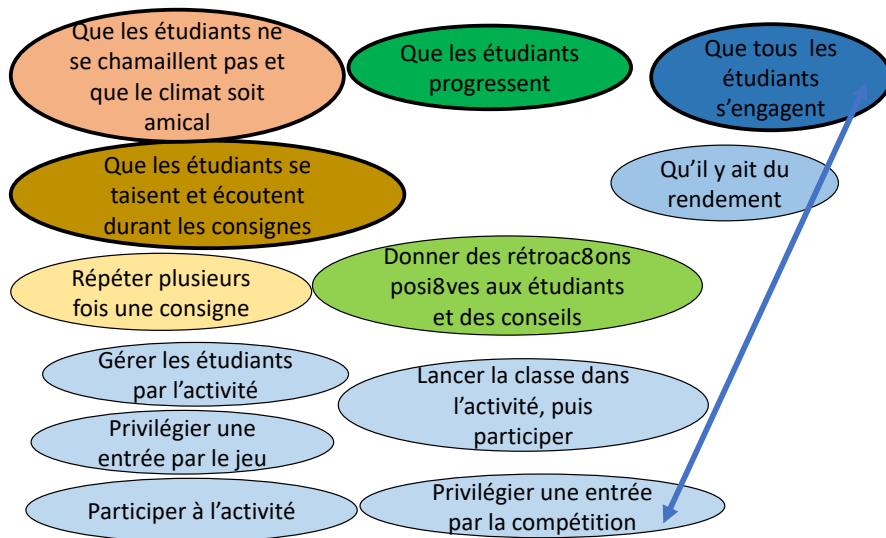 Que les étudiants ne
se chamaillent pas et
que le climat soit
amical
Que les étudiants
progressent
Que tous les
étudiants
s'engagent
Que les étudiants se
taisent et écoutent
durant les consignes
Qu'il y ait du
rendement
Répéter plusieurs
fois une consigne
Donner des rétroac8ons
posi8ves aux étudiants
et des conseils
Gérer les étudiants
par l'activité
Lancer la classe dans
l'activité, puis
participer
Privilégier une
entrée par le jeu
Participer à l'activité
Privilégier une entrée
par la compétition